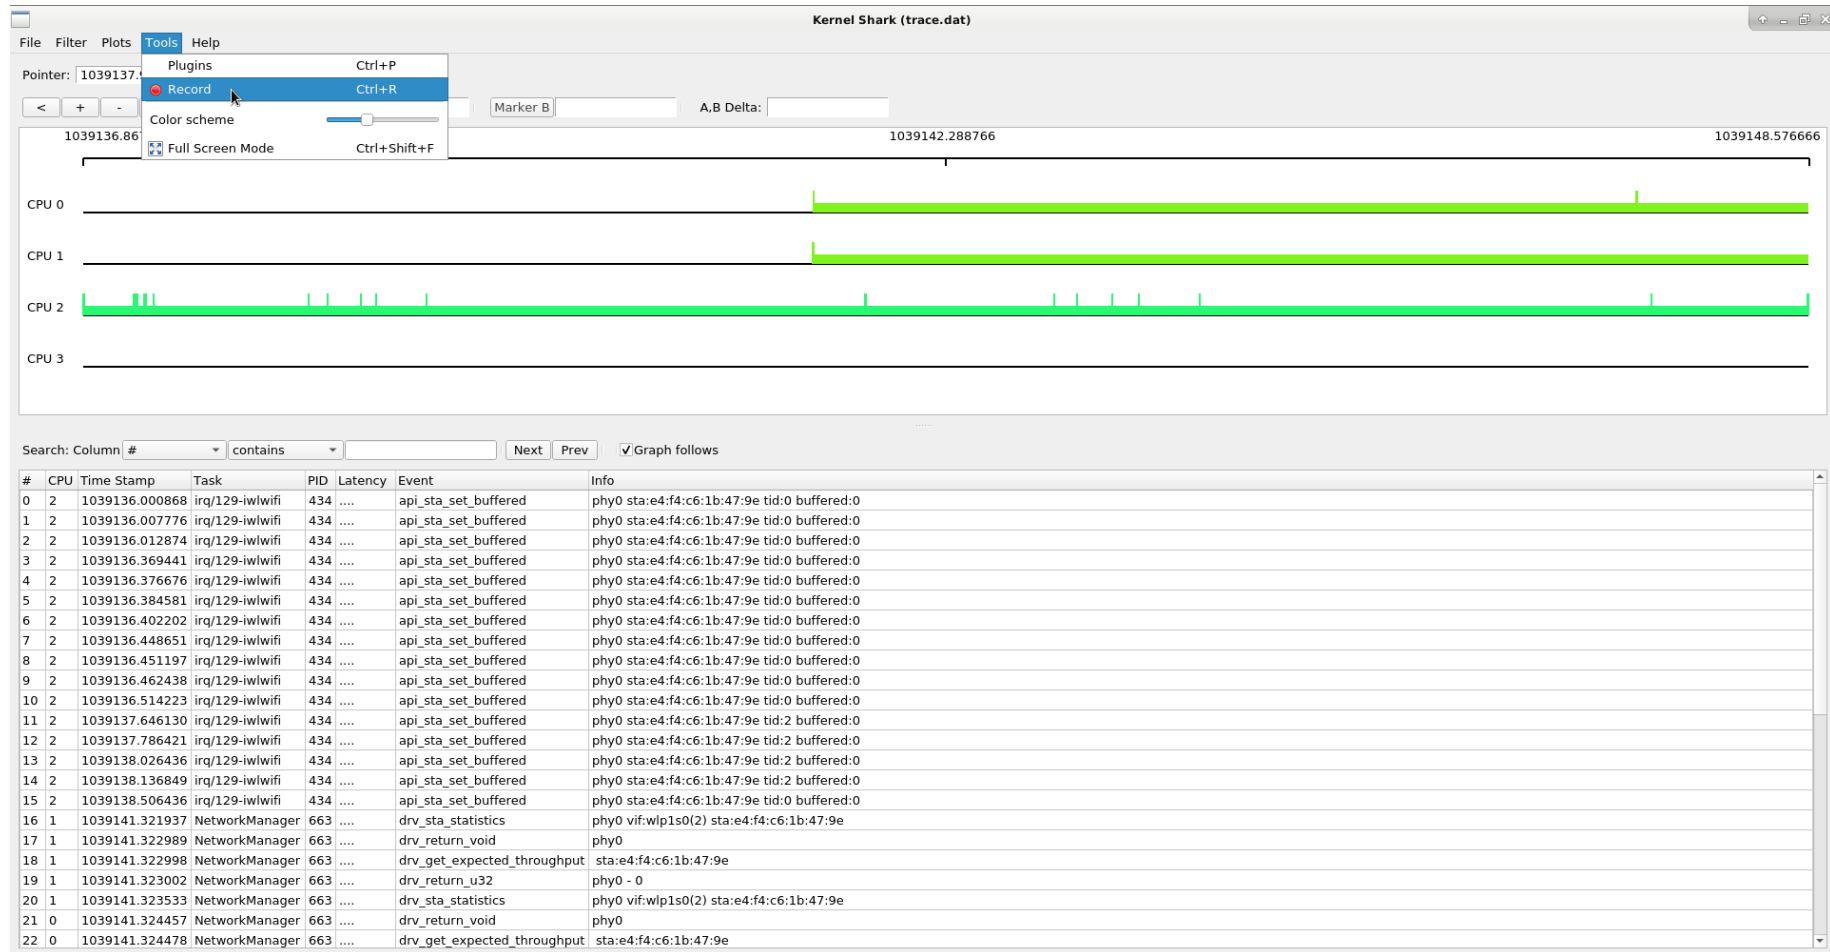 Kernel Shark (trace.dat)
File Filter Plots Tools Help
Plugins Ctrl+P
Pointer: 1039137.
Record Ctrl+R
< + - Marker B A,B Delta:
Color scheme
1039136.867 1039142.288766 1039148.576666
Full Screen Mode Ctrl+Shift+F
CPU 0
CPU 1
CPU 2
CPU 3
Search: Column # contains Next Prev Graph follows
# CPU Time Stamp Task PID Latency Event Info
0 2 1039136.000868 irq/129-iwlwifi 434 .... api_sta_set_buffered phy0 sta:e4:f4:c6:1b:47:9e tid:0 buffered:0
1 2 1039136.007776 irq/129-iwlwifi 434 .... api_sta_set_buffered phy0 sta:e4:f4:c6:1b:47:9e tid:0 buffered:0
2 2 1039136.012874 irq/129-iwlwifi 434 .... api_sta_set_buffered phy0 sta:e4:f4:c6:1b:47:9e tid:0 buffered:0
3 2 1039136.369441 irq/129-iwlwifi 434 .... api_sta_set_buffered phy0 sta:e4:f4:c6:1b:47:9e tid:0 buffered:0
4 2 1039136.376676 irq/129-iwlwifi 434 .... api_sta_set_buffered phy0 sta:e4:f4:c6:1b:47:9e tid:0 buffered:0
5 2 1039136.384581 irq/129-iwlwifi 434 .... api_sta_set_buffered phy0 sta:e4:f4:c6:1b:47:9e tid:0 buffered:0
6 2 1039136.402202 irq/129-iwlwifi 434 .... api_sta_set_buffered phy0 sta:e4:f4:c6:1b:47:9e tid:0 buffered:0
7 2 1039136.448651 irq/129-iwlwifi 434 .... api_sta_set_buffered phy0 sta:e4:f4:c6:1b:47:9e tid:0 buffered:0
8 2 1039136.451197 irq/129-iwlwifi 434 .... api_sta_set_buffered phy0 sta:e4:f4:c6:1b:47:9e tid:0 buffered:0
9 2 1039136.462438 irq/129-iwlwifi 434 .... api_sta_set_buffered phy0 sta:e4:f4:c6:1b:47:9e tid:0 buffered:0
10 2 1039136.514223 irq/129-iwlwifi 434 .... api_sta_set_buffered phy0 sta:e4:f4:c6:1b:47:9e tid:0 buffered:0
11 2 1039137.646130 irq/129-iwlwifi 434 .... api_sta_set_buffered phy0 sta:e4:f4:c6:1b:47:9e tid:2 buffered:0
12 2 1039137.786421 irq/129-iwlwifi 434 .... api_sta_set_buffered phy0 sta:e4:f4:c6:1b:47:9e tid:2 buffered:0
13 2 1039138.026436 irq/129-iwlwifi 434 .... api_sta_set_buffered phy0 sta:e4:f4:c6:1b:47:9e tid:2 buffered:0
14 2 1039138.136849 irq/129-iwlwifi 434 .... api_sta_set_buffered phy0 sta:e4:f4:c6:1b:47:9e tid:2 buffered:0
15 2 1039138.506436 irq/129-iwlwifi 434 .... api_sta_set_buffered phy0 sta:e4:f4:c6:1b:47:9e tid:0 buffered:0
16 1 1039141.321937 NetworkManager 663 .... drv_sta_statistics phy0 vif:wlp1s0(2) sta:e4:f4:c6:1b:47:9e
17 1 1039141.322989 NetworkManager 663 .... drv_return_void phy0
18 1 1039141.322998 NetworkManager 663 .... drv_get_expected_throughput sta:e4:f4:c6:1b:47:9e
19 1 1039141.323002 NetworkManager 663 .... drv_return_u32 phy0 - 0
20 1 1039141.323533 NetworkManager 663 .... drv_sta_statistics phy0 vif:wlp1s0(2) sta:e4:f4:c6:1b:47:9e
21 0 1039141.324457 NetworkManager 663 .... drv_return_void phy0
22 0 1039141.324478 NetworkManager 663 .... drv_get_expected_throughput sta:e4:f4:c6:1b:47:9e